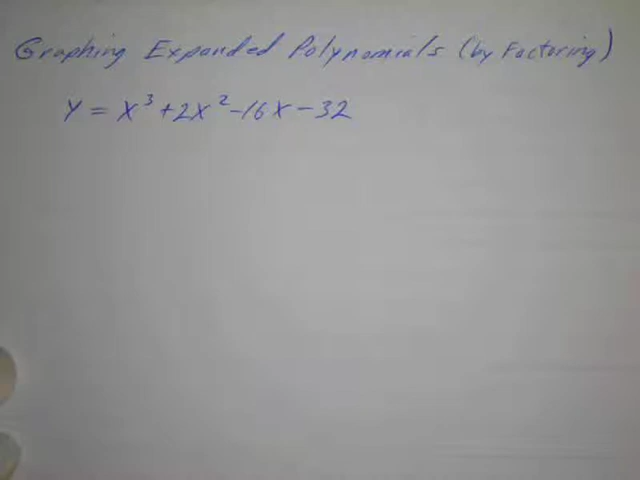 Graphing Expanded Polynomials (by Factoring)
y = x³ + 2x² - 16x - 32